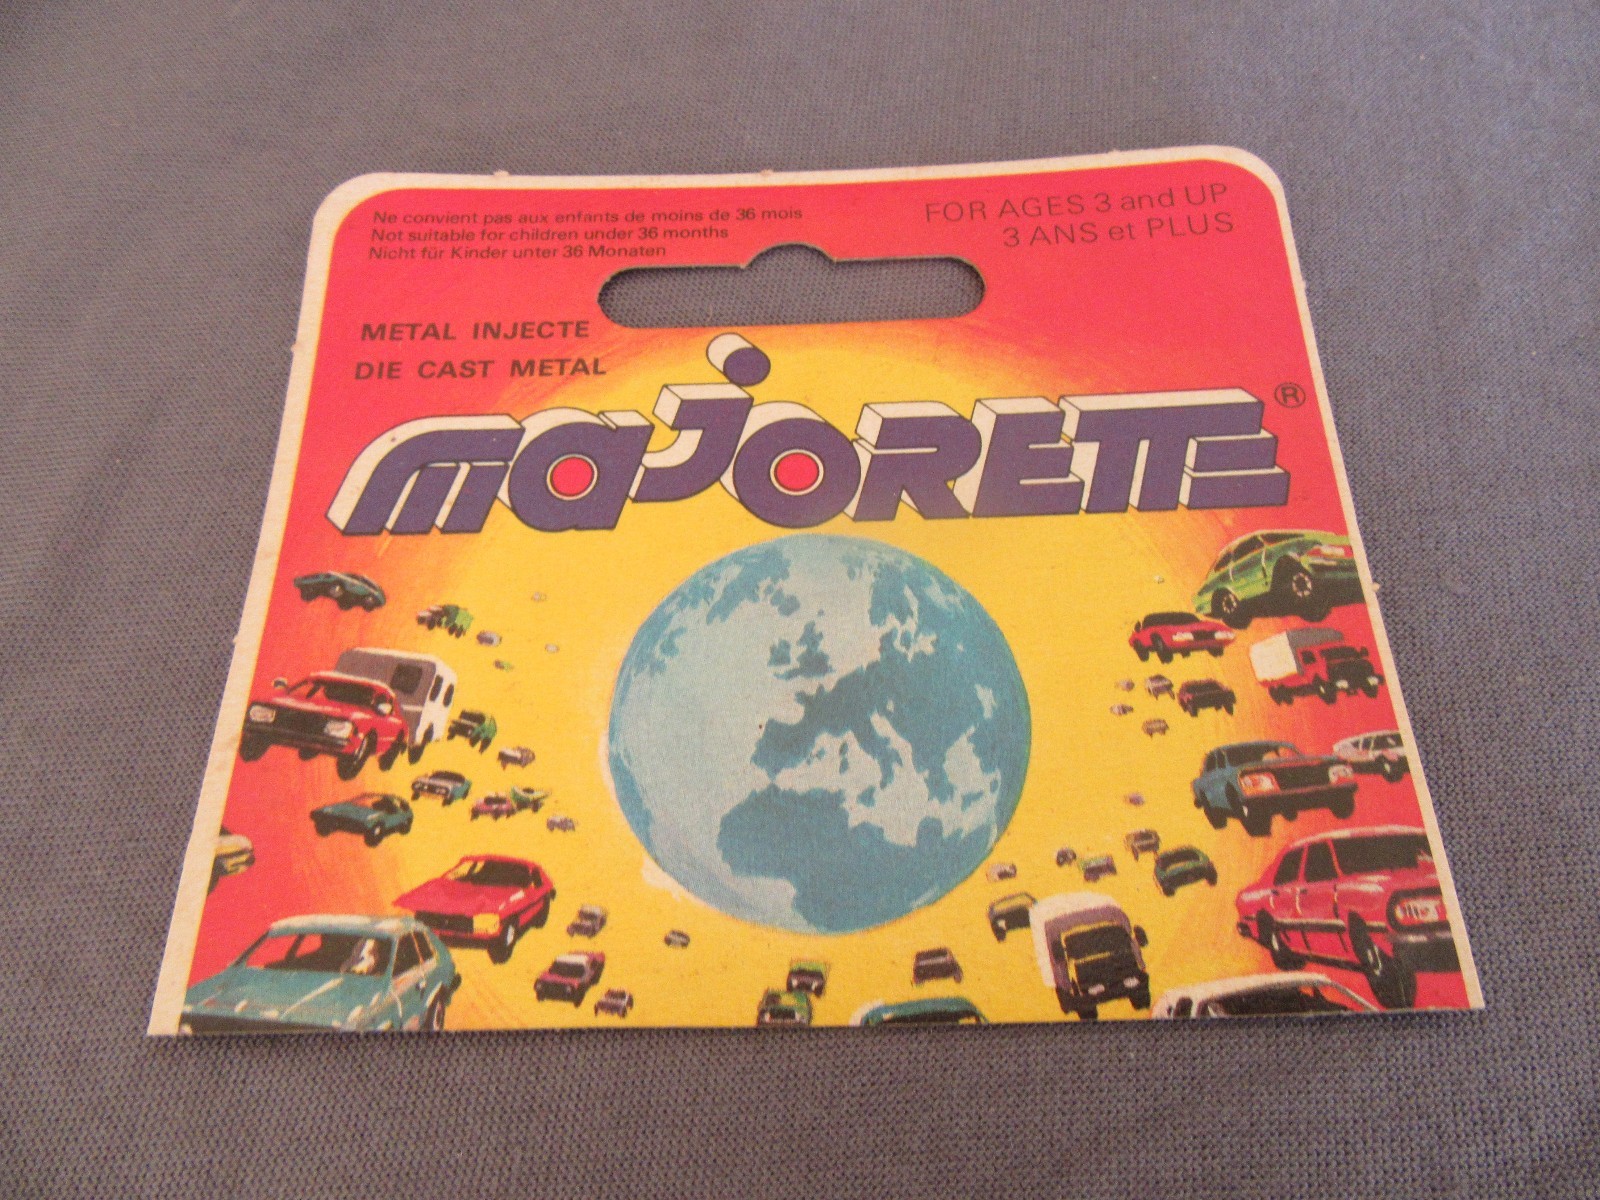 Ne convient pas aux enfants de moins de 36 mois
Not suitable for children under 36 months
Nicht für Kinder unter 36 Monaten
FOR AGES 3 and UP
3 ANS et PLUS
METAL INJECTE
DIE CAST METAL
maJORETTE ®